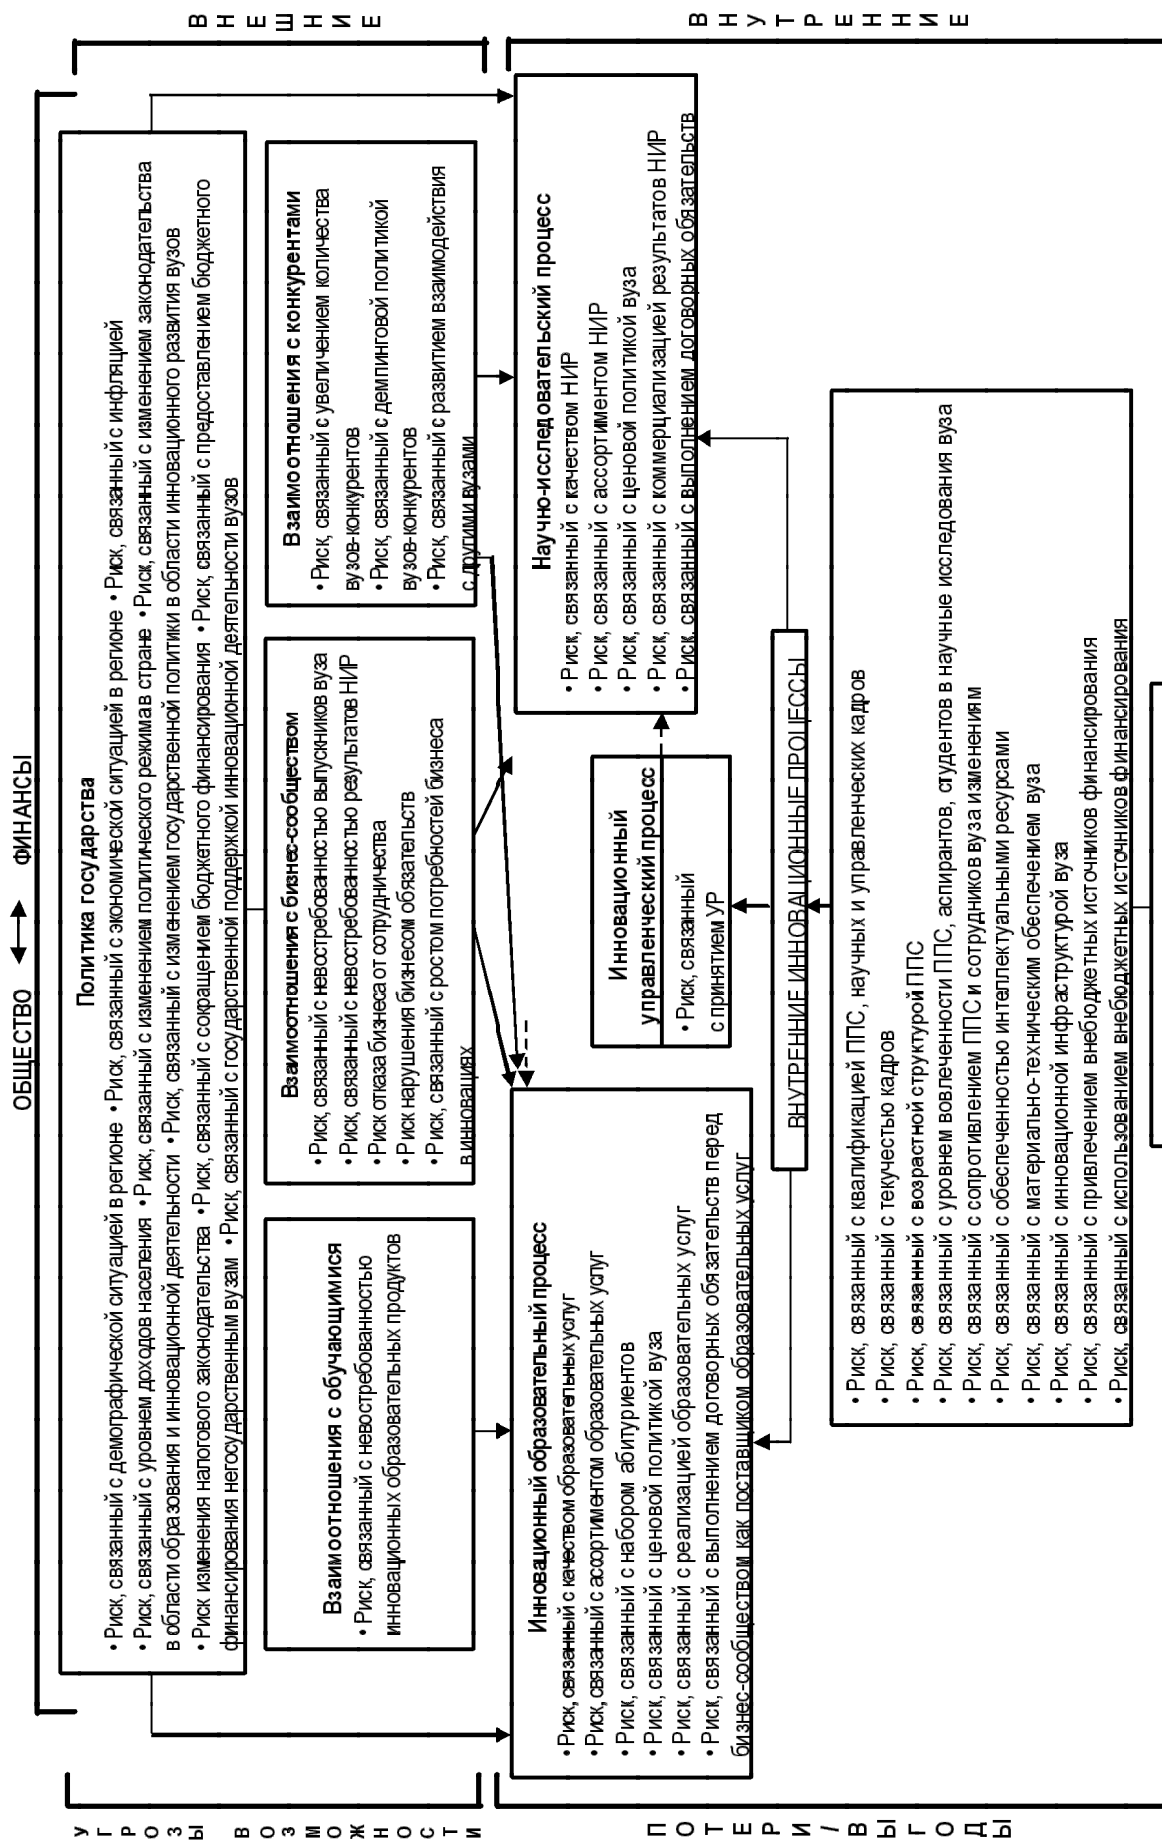 ОБЩЕСТВО ФИНАНСЫ
Политика государства
• Риск, связанный с демографической ситуацией в регионе • Риск, связанный с экономической ситуацией в регионе • Риск, связанный с инфляцией
• Риск, связанный с уровнем доходов населения • Риск, связанный с изменением политического режима в стране • Риск, связанный с изменением законодательства
в области образования и инновационной деятельности • Риск, связанный с изменением государственной политики в области инновационного развития вузов
• Риск изменения налогового законодательства • Риск, связанный с сокращением бюджетного финансирования • Риск, связанный с предоставлением бюджетного
финансирования негосударственным вузам • Риск, связанный с государственной поддержкой инновационной деятельности вузов
УГРОЗЫ ВОЗМОЖНОСТИ
ВНЕШНИЕ
Взаимоотношения с обучающимися
• Риск, связанный с невостребованностью
инновационных образовательных продуктов
Взаимоотношения с бизнес-сообществом
• Риск, связанный с невостребованностью выпускников вуза
• Риск, связанный с невостребованностью результатов НИР
• Риск отказа бизнеса от сотрудничества
• Риск нарушения бизнесом обязательств
• Риск, связанный с ростом потребностей бизнеса
в инновациях
Взаимоотношения с конкурентами
• Риск, связанный с увеличением количества
вузов-конкурентов
• Риск, связанный с демпинговой политикой
вузов-конкурентов
• Риск, связанный с развитием взаимодействия
с другими вузами
ПОТЕРИ / ВЫГОДЫ
ВНУТРЕННИЕ
Инновационный образовательный процесс
• Риск, связанный с качеством образовательных услуг
• Риск, связанный с ассортиментом образовательных услуг
• Риск, связанный с набором абитуриентов
• Риск, связанный с ценовой политикой вуза
• Риск, связанный с реализацией образовательных услуг
• Риск, связанный с выполнением договорных обязательств перед
бизнес-сообществом как поставщиком образовательных услуг
Инновационный
управленческий процесс
• Риск, связанный
с принятием УР
Научно-исследовательский процесс
• Риск, связанный с качеством НИР
• Риск, связанный с ассортиментом НИР
• Риск, связанный с ценовой политикой вуза
• Риск, связанный с коммерциализацией результатов НИР
• Риск, связанный с выполнением договорных обязательств
ВНУТРЕННИЕ ИННОВАЦИОННЫЕ ПРОЦЕССЫ
• Риск, связанный с квалификацией ППС, научных и управленческих кадров
• Риск, связанный с текучестью кадров
• Риск, связанный с возрастной структурой ППС
• Риск, связанный с уровнем вовлеченности ППС, аспирантов, студентов в научные исследования вуза
• Риск, связанный с сопротивлением ППС и сотрудников вуза изменениям
• Риск, связанный с обеспеченностью интеллектуальными ресурсами
• Риск, связанный с материально-техническим обеспечением вуза
• Риск, связанный с инновационной инфраструктурой вуза
• Риск, связанный с привлечением внебюджетных источников финансирования
• Риск, связанный с использованием внебюджетных источников финансирования